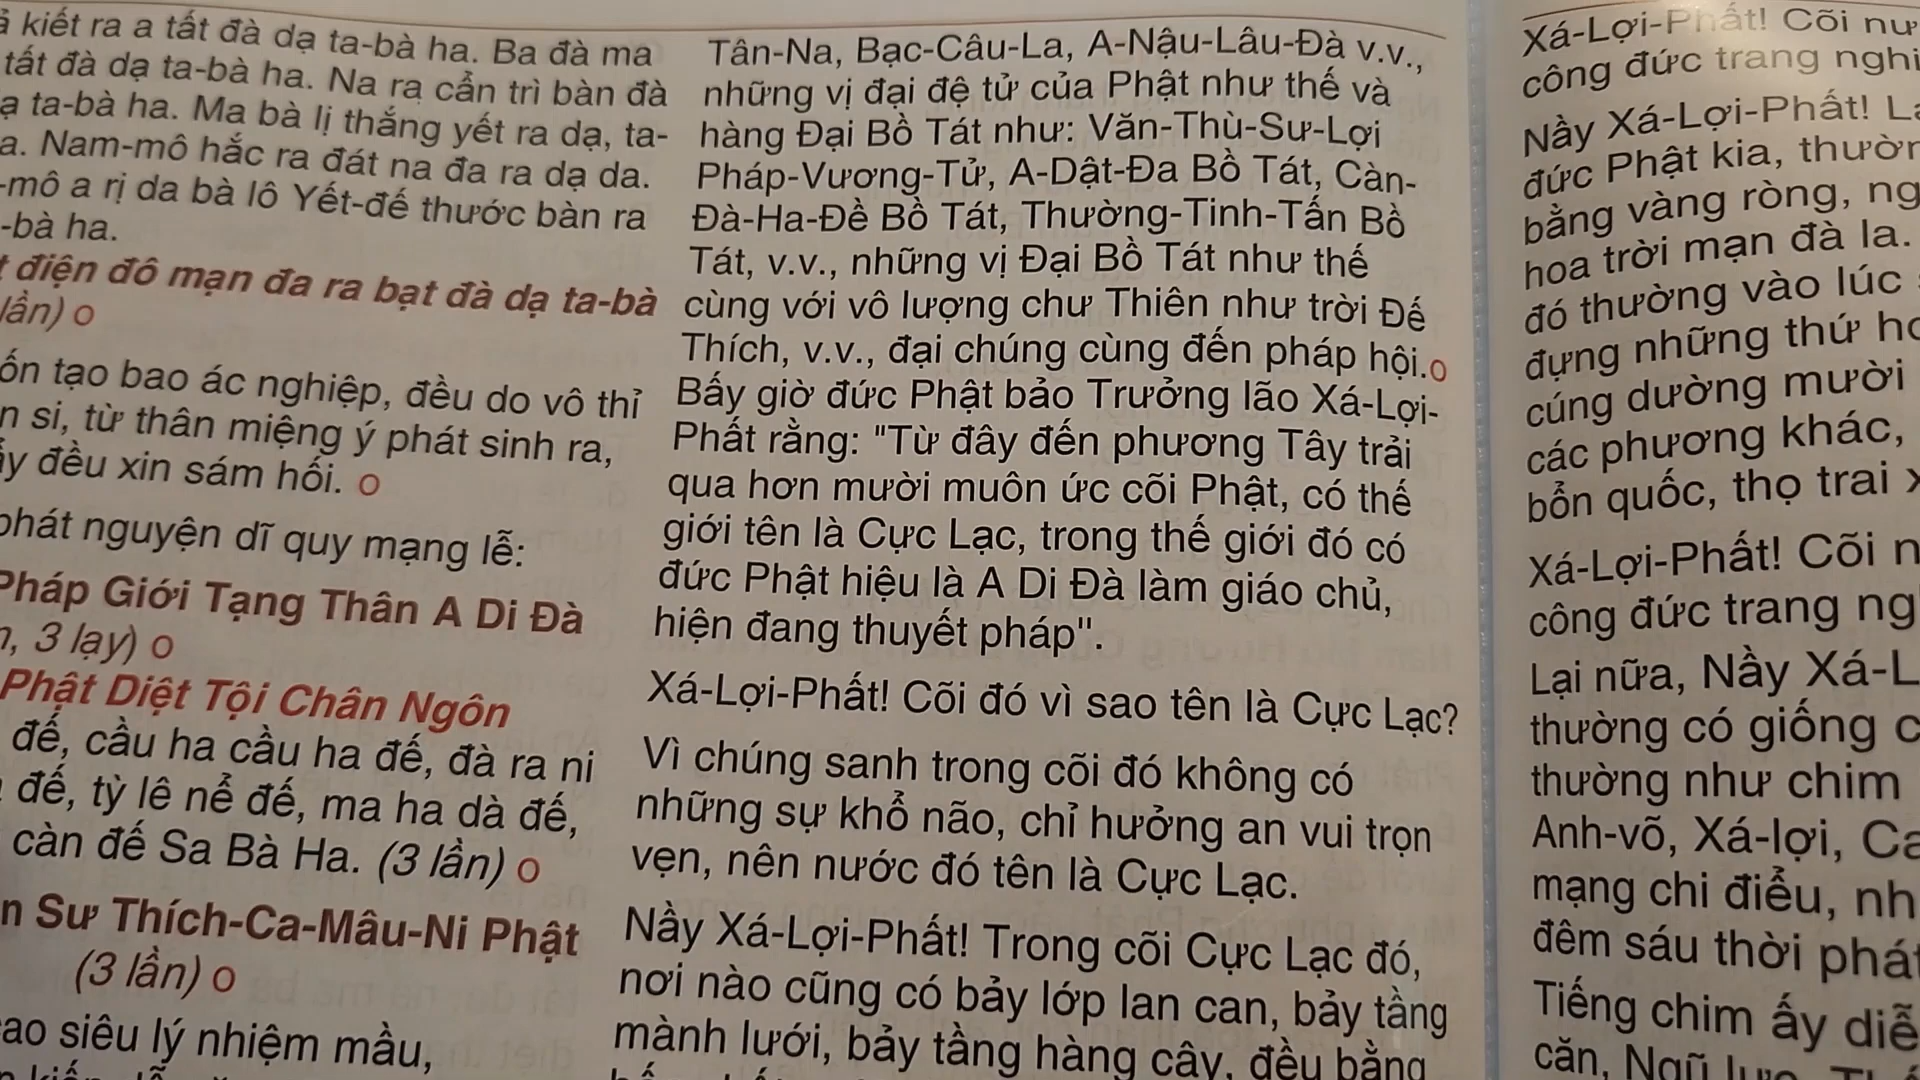 kiết ra a tất đà dạ ta-bà ha. Ba đà ma
tất đà dạ ta-bà ha. Na ra cẩn trì bàn đà
ta-bà ha. Ma bà lị thắng yết ra dạ, ta-
Nam-mô hắc ra đát na đa ra dạ da.
-mô a rị da bà lô Yết-đế thước bàn ra
-bà ha.
điện đô mạn đa ra bạt đà dạ ta-bà
lần) o
tạo bao ác nghiệp, đều do vô thỉ
si, từ thân miệng ý phát sinh ra,
đều xin sám hối. o
phát nguyện dĩ quy mạng lễ:
Pháp Giới Tạng Thân A Di Đà
3 lạy) o
Phật Diệt Tội Chân Ngôn
đế, cầu ha cầu ha đế, đà ra ni
đế, tỳ lê nể đế, ma ha dà đế,
càn đế Sa Bà Ha. (3 lần) o
Sư Thích-Ca-Mâu-Ni Phật
(3 lần) o
siêu lý nhiệm mầu,
Tân-Na, Bạc-Câu-La, A-Nậu-Lâu-Đà v.v.,
những vị đại đệ tử của Phật như thế và
hàng Đại Bồ Tát như: Văn-Thù-Sư-Lợi
Pháp-Vương-Tử, A-Dật-Đa Bồ Tát, Càn-
Đà-Ha-Đề Bồ Tát, Thường-Tinh-Tấn Bồ
Tát, v.v., những vị Đại Bồ Tát như thế
cùng với vô lượng chư Thiên như trời Đế
Thích, v.v., đại chúng cùng đến pháp hội.o
Bấy giờ đức Phật bảo Trưởng lão Xá-Lợi-
Phất rằng: "Từ đây đến phương Tây trải
qua hơn mười muôn ức cõi Phật, có thế
giới tên là Cực Lạc, trong thế giới đó có
đức Phật hiệu là A Di Đà làm giáo chủ,
hiện đang thuyết pháp".
Xá-Lợi-Phất! Cõi đó vì sao tên là Cực Lạc?
Vì chúng sanh trong cõi đó không có
những sự khổ não, chỉ hưởng an vui trọn
vẹn, nên nước đó tên là Cực Lạc.
Nầy Xá-Lợi-Phất! Trong cõi Cực Lạc đó,
nơi nào cũng có bảy lớp lan can, bảy tầng
mành lưới, bảy tầng hàng cây, đều bằng
Xá-Lợi-Phất! Cõi
công đức trang
Nầy Xá-Lợi-Phất!
đức Phật kia,
bằng vàng ròng,
hoa trời mạn đà la.
đó thường vào lúc
đựng những thứ
cúng dường mười
các phương khác,
bổn quốc, thọ trai
Xá-Lợi-Phất! Cõi
công đức trang
Lại nữa, Nầy
thường có giống
thường như chim
Anh-võ, Xá-lợi,
mạng chi điểu,
đêm sáu thời
Tiếng chim ấy
căn, Ngũ